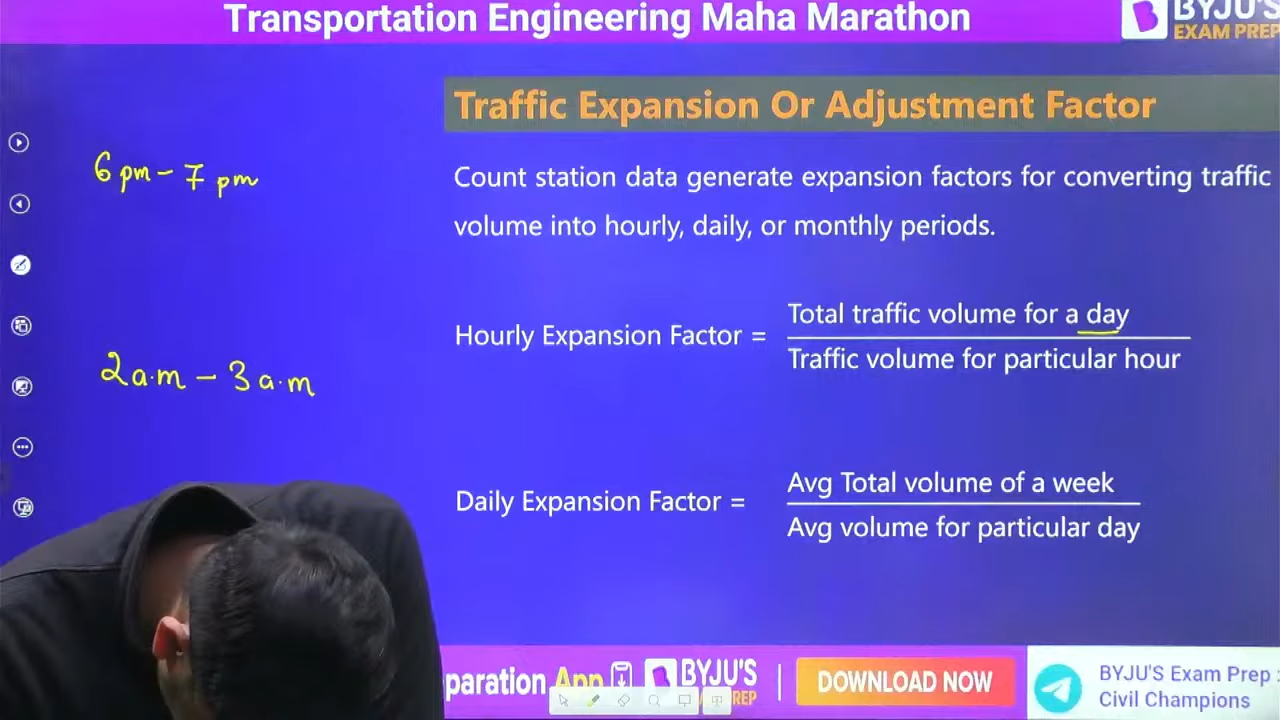 Transportation Engineering Maha Marathon
BYJU'S
EXAM PREP
Traffic Expansion Or Adjustment Factor
6 pm – 7 pm
Count station data generate expansion factors for converting traffic
volume into hourly, daily, or monthly periods.
Hourly Expansion Factor =
Total traffic volume for a day
Traffic volume for particular hour
2 a.m – 3 a.m
Daily Expansion Factor =
Avg Total volume of a week
Avg volume for particular day
paration App
BYJU'S
PREP
DOWNLOAD NOW
BYJU'S Exam Prep :
Civil Champions